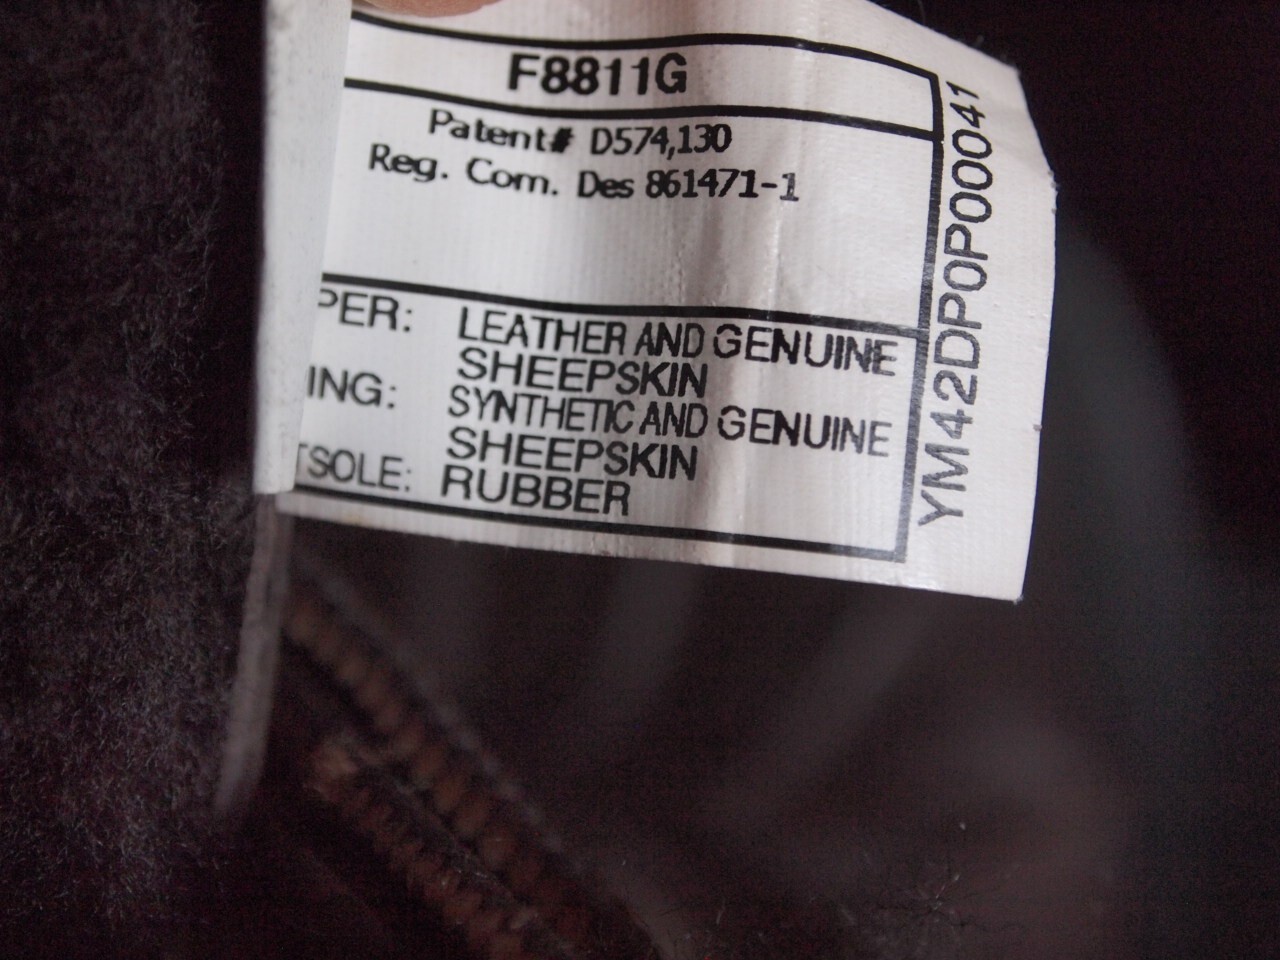 F8811G
Patent# D574,130
Reg. Com. Des 861471-1
PER: LEATHER AND GENUINE
SHEEPSKIN
ING: SYNTHETIC AND GENUINE
SHEEPSKIN
TSOLE: RUBBER
YM42DP0P00041